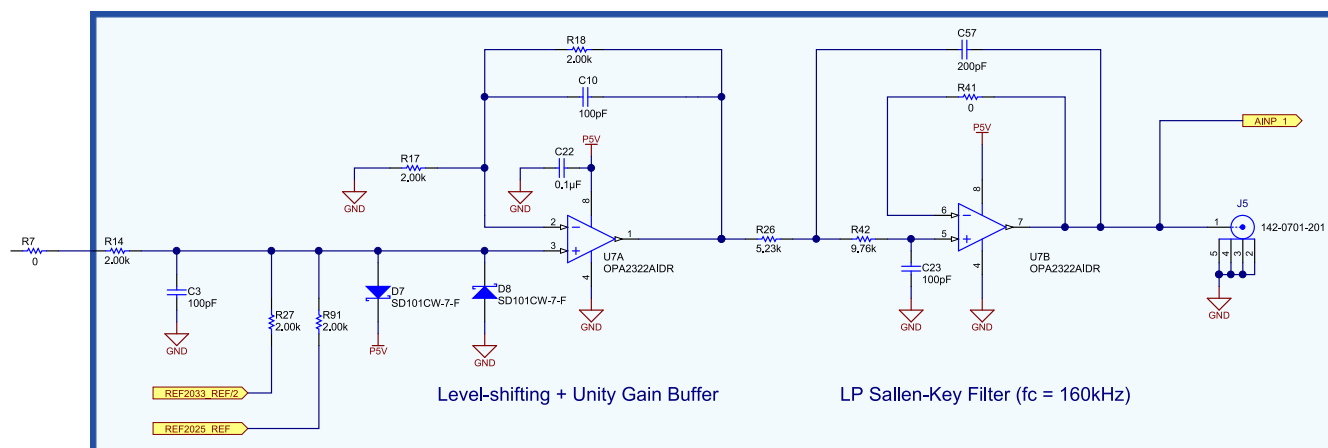 R18
2.00k
C57
200pF
C10
100pF
R41
0
P5V
P5V
AINP_1
C22
0.1µF
R17
2.00k
GND
GND
8
8
J5
2
6
1
142-0701-201
R7
0
R14
2.00k
3
1
R26
5.23k
R42
9.76k
5
7
U7A
OPA2322AIDR
U7B
OPA2322AIDR
5
4
3
2
4
4
C3
100pF
D7
SD101CW-7-F
D8
SD101CW-7-F
C23
100pF
R27
2.00k
R91
2.00k
GND
P5V
GND
GND
GND
GND
GND
REF2033_REF/2
REF2025_REF
Level-shifting + Unity Gain Buffer
LP Sallen-Key Filter (fc = 160kHz)